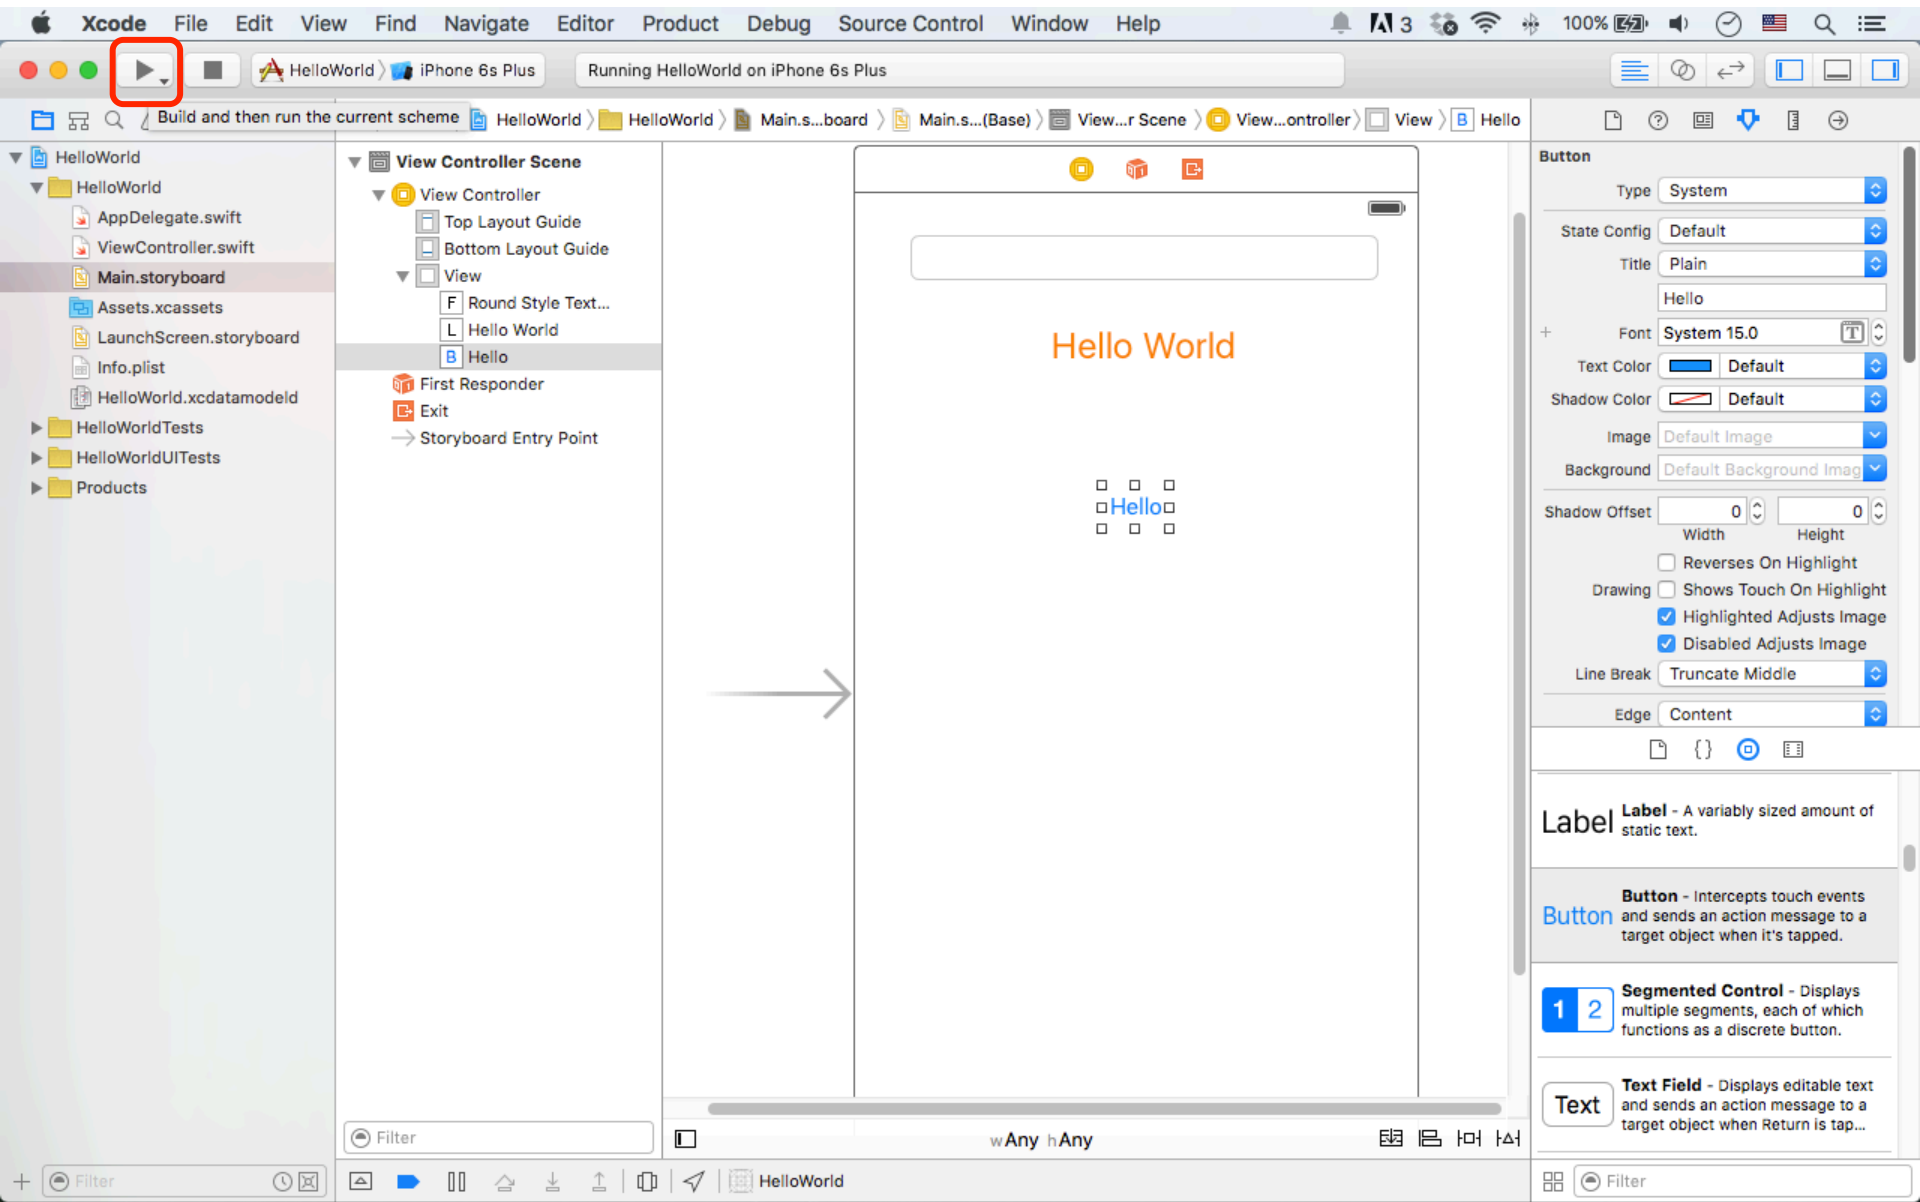 Xcode File Edit View Find Navigate Editor Product Debug Source Control Window Help 3 100%
HelloWorld iPhone 6s Plus Running HelloWorld on iPhone 6s Plus
Build and then run the current scheme HelloWorld HelloWorld Main.s...board Main.s...(Base) View...r Scene View...ontroller View B Hello
HelloWorld
HelloWorld
AppDelegate.swift
ViewController.swift
Main.storyboard
Assets.xcassets
LaunchScreen.storyboard
Info.plist
HelloWorld.xcdatamodeld
HelloWorldTests
HelloWorldUITests
Products
Filter
View Controller Scene
View Controller
Top Layout Guide
Bottom Layout Guide
View
F Round Style Text...
L Hello World
B Hello
First Responder
Exit
Storyboard Entry Point
Filter
Hello World
Hello
wAny hAny
HelloWorld
Button
Type System
State Config Default
Title Plain
Hello
+ Font System 15.0 T
Text Color Default
Shadow Color Default
Image Default Image
Background Default Background Imag
Shadow Offset 0 0
Width Height
Reverses On Highlight
Drawing Shows Touch On Highlight
Highlighted Adjusts Image
Disabled Adjusts Image
Line Break Truncate Middle
Edge Content
{}
Label Label - A variably sized amount of
static text.
Button - Intercepts touch events
Button and sends an action message to a
target object when it's tapped.
Segmented Control - Displays
1 2 multiple segments, each of which
functions as a discrete button.
Text Field - Displays editable text
Text and sends an action message to a
target object when Return is tap...
Filter